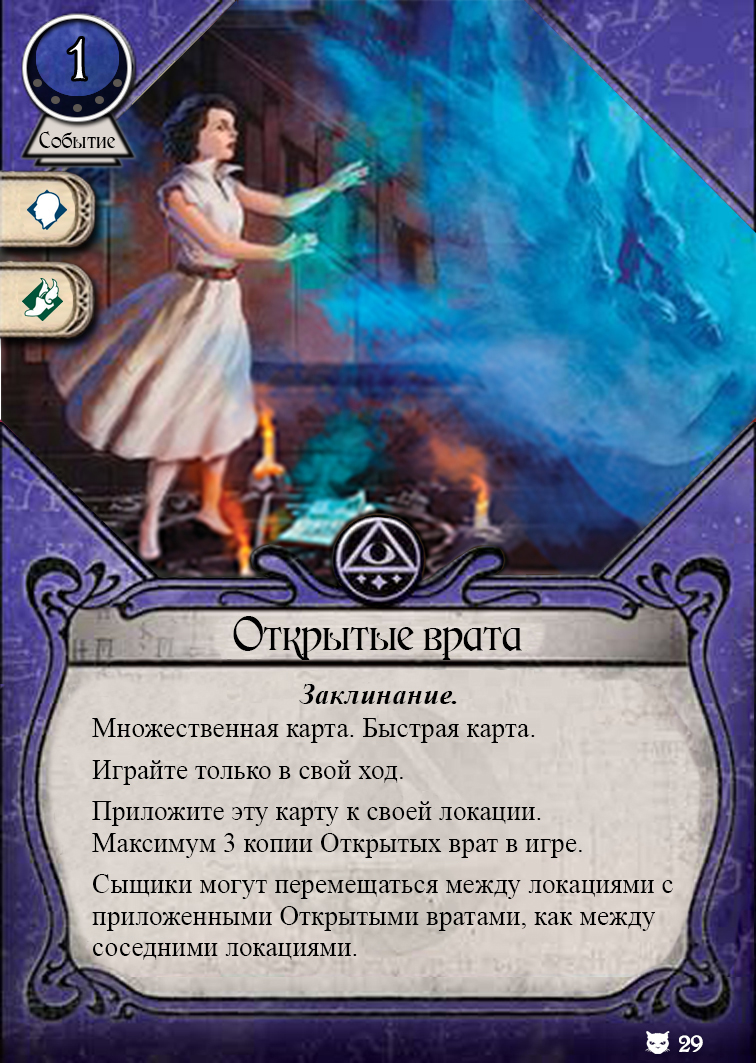 1
Событие
Открытые врата
Заклинание.
Множественная карта. Быстрая карта.
Играйте только в свой ход.
Приложите эту карту к своей локации.
Максимум 3 копии Открытых врат в игре.
Сыщики могут перемещаться между локациями с
приложенными Открытыми вратами, как между
соседними локациями.
29